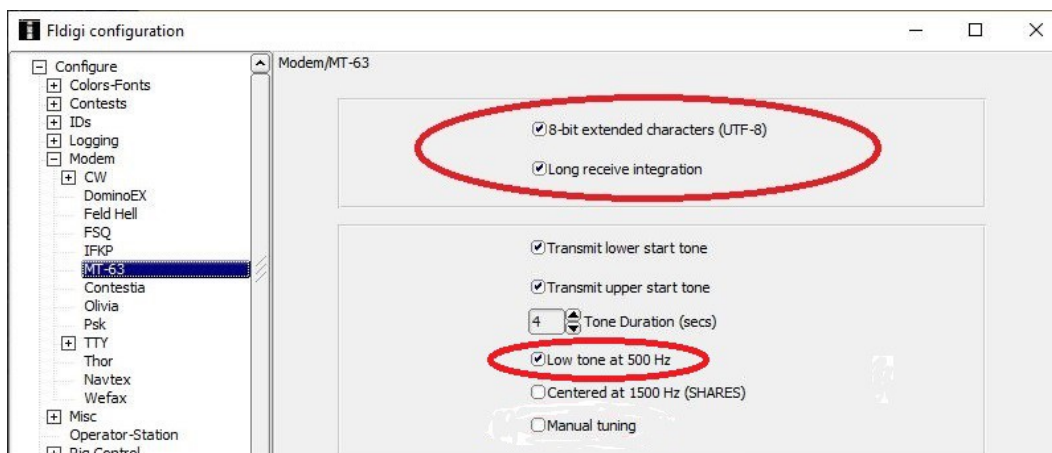 Fldigi configuration
Configure
Colors-Fonts
Contests
IDs
Logging
Modem
CW
DominoEX
Feld Hell
FSQ
IFKP
MT-63
Contestia
Olivia
Psk
TTY
Thor
Navtex
Wefax
Misc
Operator-Station
Rig Control
Modem/MT-63
8-bit extended characters (UTF-8)
Long receive integration
Transmit lower start tone
Transmit upper start tone
4 Tone Duration (secs)
Low tone at 500 Hz
Centered at 1500 Hz (SHARES)
Manual tuning